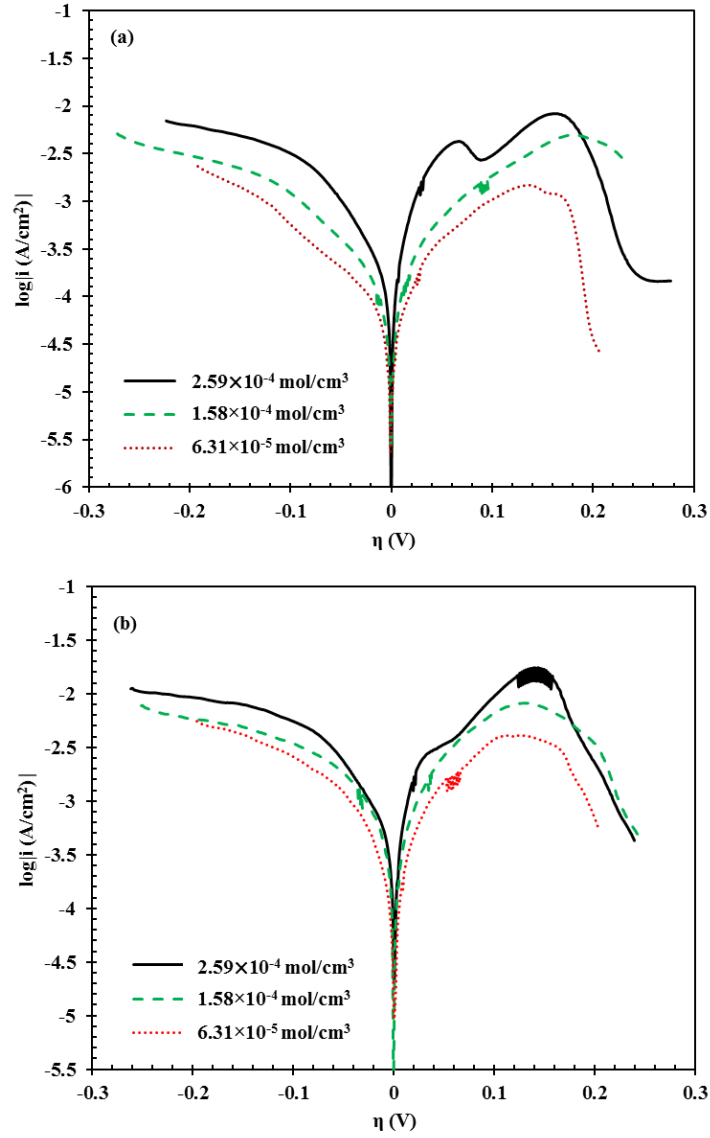 (a)
log|i (A/cm²)|
-1
-1.5
-2
-2.5
-3
-3.5
-4
-4.5
-5
-5.5
-6
2.59×10⁻⁴ mol/cm³
1.58×10⁻⁴ mol/cm³
6.31×10⁻⁵ mol/cm³
-0.3 -0.2 -0.1 0 0.1 0.2 0.3
η (V)
(b)
log|i (A/cm²)|
-1
-1.5
-2
-2.5
-3
-3.5
-4
-4.5
-5
-5.5
2.59×10⁻⁴ mol/cm³
1.58×10⁻⁴ mol/cm³
6.31×10⁻⁵ mol/cm³
-0.3 -0.2 -0.1 0 0.1 0.2 0.3
η (V)